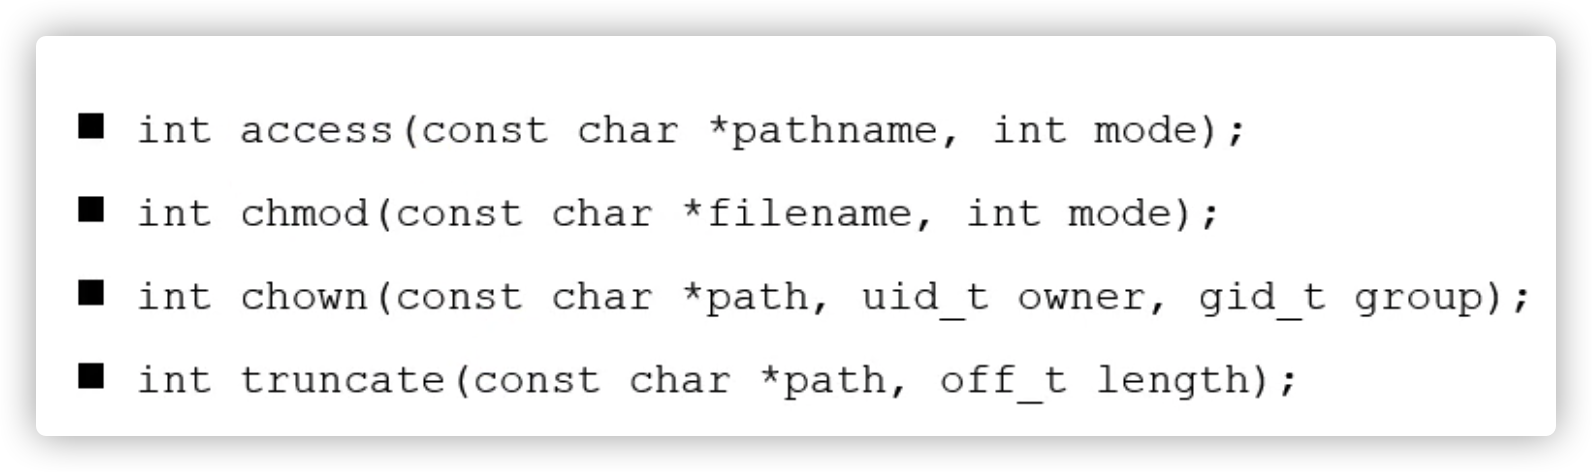 ■ int access(const char *pathname, int mode);
■ int chmod(const char *filename, int mode);
■ int chown(const char *path, uid_t owner, gid_t group);
■ int truncate(const char *path, off_t length);